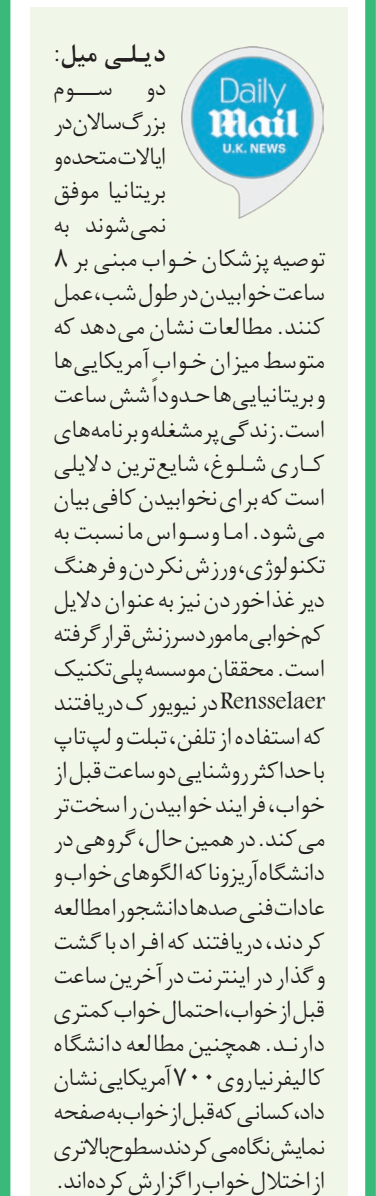 دیلی میل:
Daily
Mail
U.K. NEWS
دو سوم
بزرگ‌سالان در
ایالات متحده و
بریتانیا موفق
نمی‌شوند به
توصیه پزشکان خواب مبنی بر ۸
ساعت خوابیدن در طول شب، عمل
کنند. مطالعات نشان می‌دهد که
متوسط میزان خواب آمریکایی‌ها
و بریتانیایی‌ها حدوداً شش ساعت
است. زندگی پرمشغله و برنامه‌های
کاری شلوغ، شایع‌ترین دلایلی
است که برای نخوابیدن کافی بیان
می‌شود. اما وسواس ما نسبت به
تکنولوژی، ورزش نکردن و فرهنگ
دیر غذاخوردن نیز به عنوان دلایل
کم‌خوابی ما مورد سرزنش قرار گرفته
است. محققان موسسه پلی‌تکنیک
Rensselaer در نیویورک دریافتند
که استفاده از تلفن، تبلت و لپ‌تاپ
با حداکثر روشنایی دو ساعت قبل از
خواب، فرایند خوابیدن را سخت‌تر
می‌کند. در همین حال، گروهی در
دانشگاه آریزونا که الگوهای خواب و
عادات فنی صدها دانشجو را مطالعه
کردند، دریافتند که افراد با گشت
و گذار در اینترنت در آخرین ساعت
قبل از خواب، احتمال خواب کمتری
دارند. همچنین مطالعه دانشگاه
کالیفرنیا روی ۷۰۰ آمریکایی نشان
داد، کسانی که قبل از خواب به صفحه
نمایش نگاه می‌کردند سطوح بالاتری
از اختلال خواب را گزارش کرده‌اند.